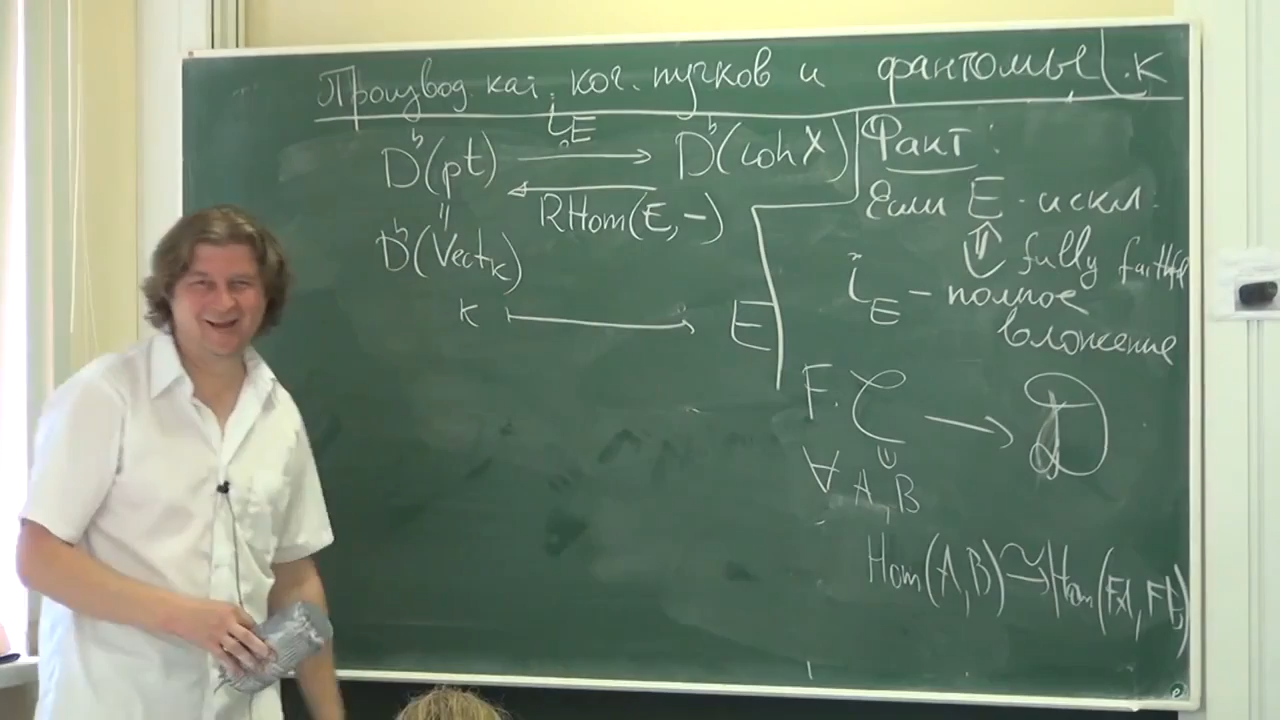 Производ. кат. ког. пучков и фантомы l.k
i_E
D^b(pt) ⟶ D^b(coh X)
⟵
RHom(E, −)
||
D^b(Vect_k)
k ⟼ E
Факт:
Если E - искл.
⇕ fully faithful
i_E − полное
вложение
F: C ⟶ D
∪
∀ A, B
Hom(A, B) ⥲ Hom(FA, FB)